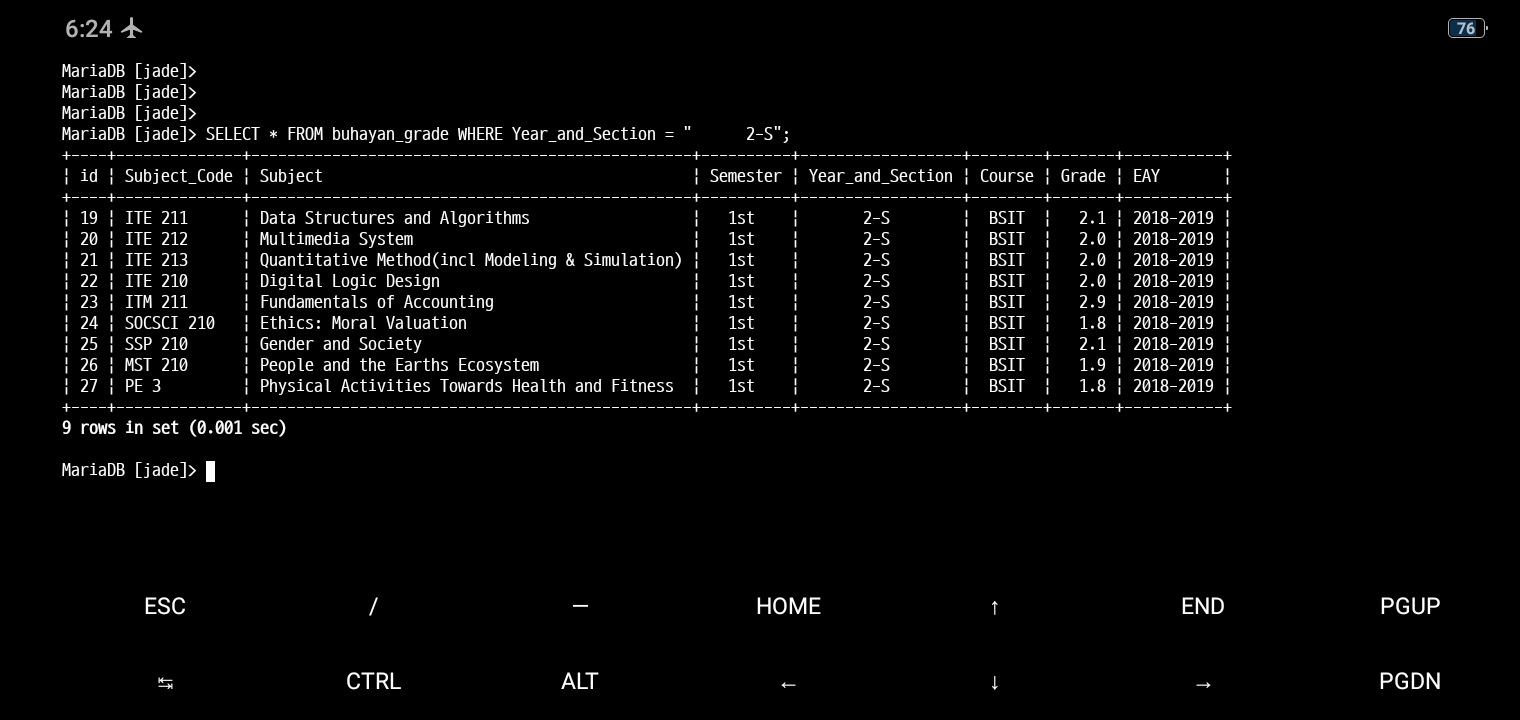 6:24 76
MariaDB [jade]>
MariaDB [jade]>
MariaDB [jade]>
MariaDB [jade]> SELECT * FROM buhayan_grade WHERE Year_and_Section = "      2-S";
+----+--------------+-------------------------------------------------+----------+------------------+--------+-------+-----------+
| id | Subject_Code | Subject                                         | Semester | Year_and_Section | Course | Grade | EAY       |
+----+--------------+-------------------------------------------------+----------+------------------+--------+-------+-----------+
| 19 | ITE 211      | Data Structures and Algorithms                  |   1st    |       2-S        |  BSIT  |   2.1 | 2018-2019 |
| 20 | ITE 212      | Multimedia System                               |   1st    |       2-S        |  BSIT  |   2.0 | 2018-2019 |
| 21 | ITE 213      | Quantitative Method(incl Modeling & Simulation) |   1st    |       2-S        |  BSIT  |   2.0 | 2018-2019 |
| 22 | ITE 210      | Digital Logic Design                            |   1st    |       2-S        |  BSIT  |   2.0 | 2018-2019 |
| 23 | ITM 211      | Fundamentals of Accounting                      |   1st    |       2-S        |  BSIT  |   2.9 | 2018-2019 |
| 24 | SOCSCI 210   | Ethics: Moral Valuation                         |   1st    |       2-S        |  BSIT  |   1.8 | 2018-2019 |
| 25 | SSP 210      | Gender and Society                              |   1st    |       2-S        |  BSIT  |   2.1 | 2018-2019 |
| 26 | MST 210      | People and the Earths Ecosystem                 |   1st    |       2-S        |  BSIT  |   1.9 | 2018-2019 |
| 27 | PE 3         | Physical Activities Towards Health and Fitness  |   1st    |       2-S        |  BSIT  |   1.8 | 2018-2019 |
+----+--------------+-------------------------------------------------+----------+------------------+--------+-------+-----------+
9 rows in set (0.001 sec)
MariaDB [jade]>
ESC / — HOME ↑ END PGUP
↹ CTRL ALT ← ↓ → PGDN